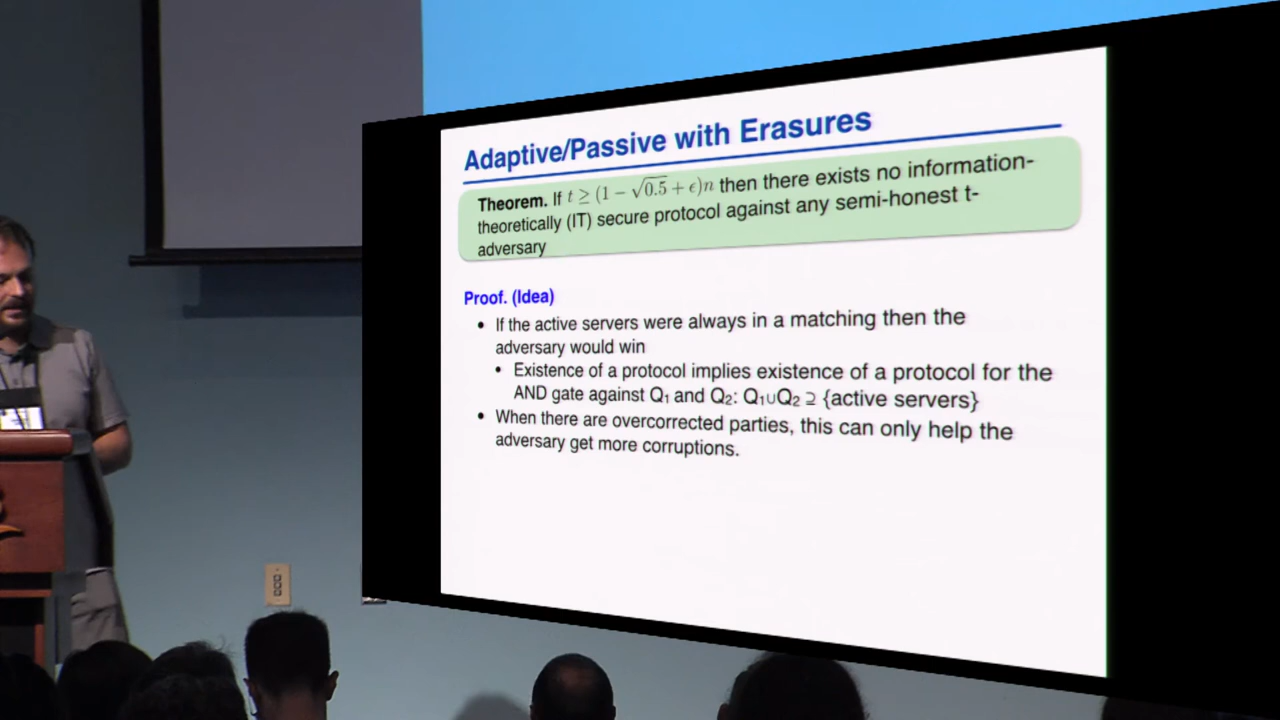 Adaptive/Passive with Erasures
Theorem. If t ≥ (1 − √0.5 + ϵ)n then there exists no information-
theoretically (IT) secure protocol against any semi-honest t-
adversary
Proof. (Idea)
• If the active servers were always in a matching then the
adversary would win
• Existence of a protocol implies existence of a protocol for the
AND gate against Q₁ and Q₂: Q₁∪Q₂ ⊇ {active servers}
• When there are overcorrected parties, this can only help the
adversary get more corruptions.